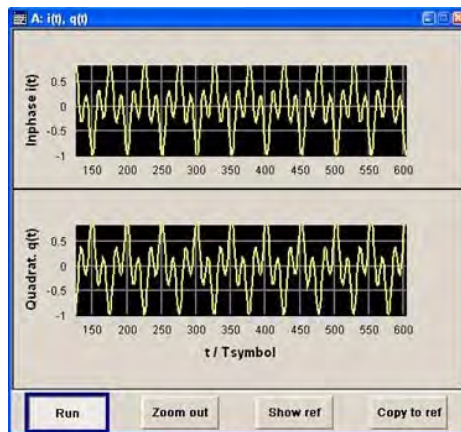 A: i(t), q(t)
Inphase i(t)
0.5
0
-0.5
-1
150 200 250 300 350 400 450 500 550 600
Quadrat. q(t)
0.5
0
-0.5
-1
150 200 250 300 350 400 450 500 550 600
t / Tsymbol
Run Zoom out Show ref Copy to ref